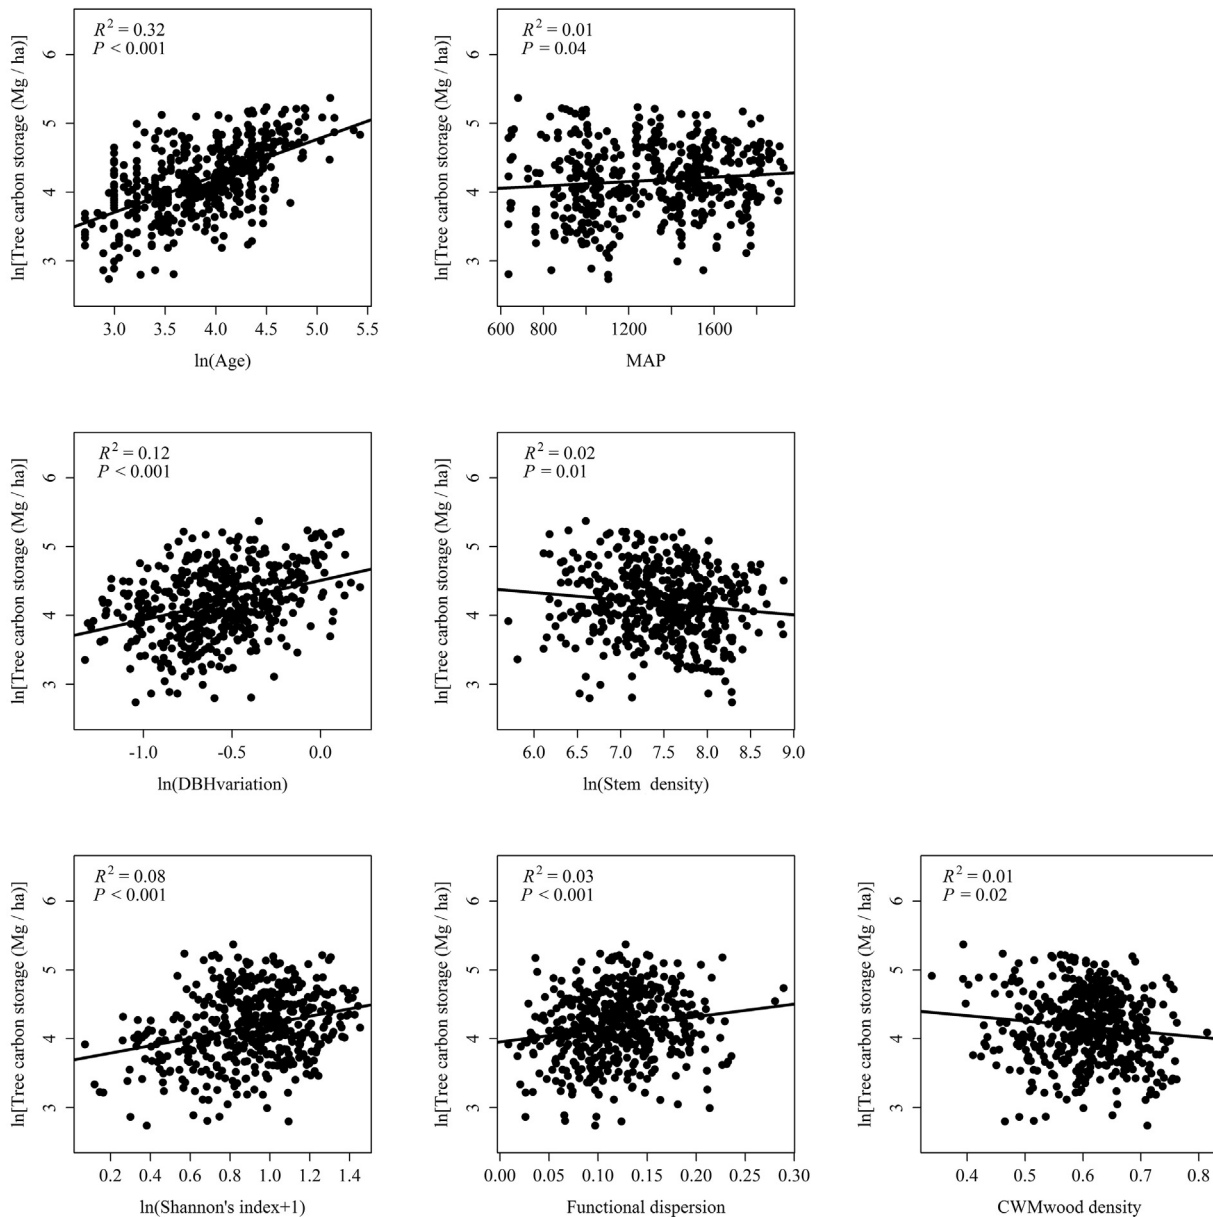 R² = 0.32
P < 0.001
ln[Tree carbon storage (Mg / ha)]
6
5
4
3
3.0 3.5 4.0 4.5 5.0 5.5
ln(Age)
R² = 0.01
P = 0.04
ln[Tree carbon storage (Mg / ha)]
6
5
4
3
600 800 1200 1600
MAP
R² = 0.12
P < 0.001
ln[Tree carbon storage (Mg / ha)]
6
5
4
3
-1.0 -0.5 0.0
ln(DBHvariation)
R² = 0.02
P = 0.01
ln[Tree carbon storage (Mg / ha)]
6
5
4
3
6.0 6.5 7.0 7.5 8.0 8.5 9.0
ln(Stem density)
R² = 0.08
P < 0.001
ln[Tree carbon storage (Mg / ha)]
6
5
4
3
0.2 0.4 0.6 0.8 1.0 1.2 1.4
ln(Shannon's index+1)
R² = 0.03
P < 0.001
ln[Tree carbon storage (Mg / ha)]
6
5
4
3
0.00 0.05 0.10 0.15 0.20 0.25 0.30
Functional dispersion
R² = 0.01
P = 0.02
ln[Tree carbon storage (Mg / ha)]
6
5
4
3
0.4 0.5 0.6 0.7 0.8
CWMwood density